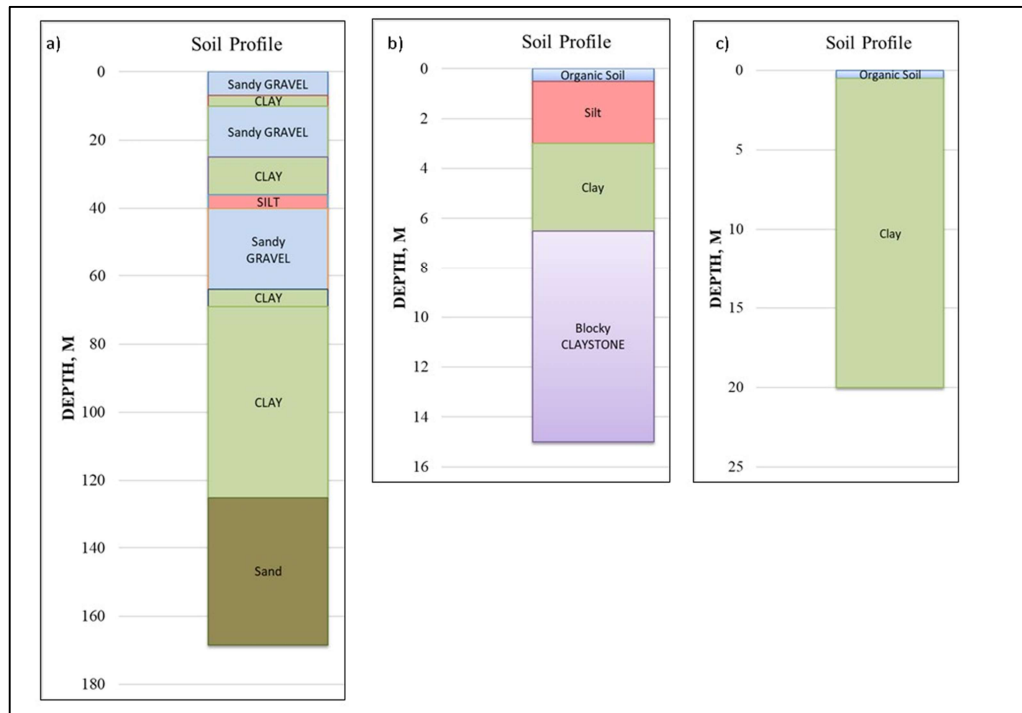 a)
Soil Profile
0
20
40
60
80
100
120
140
160
180
DEPTH, M
Sandy GRAVEL
CLAY
Sandy GRAVEL
CLAY
SILT
Sandy
GRAVEL
CLAY
CLAY
Sand
b)
Soil Profile
0
2
4
6
8
10
12
14
16
DEPTH, M
Organic Soil
Silt
Clay
Blocky
CLAYSTONE
c)
Soil Profile
0
5
10
15
20
25
DEPTH, M
Organic Soil
Clay